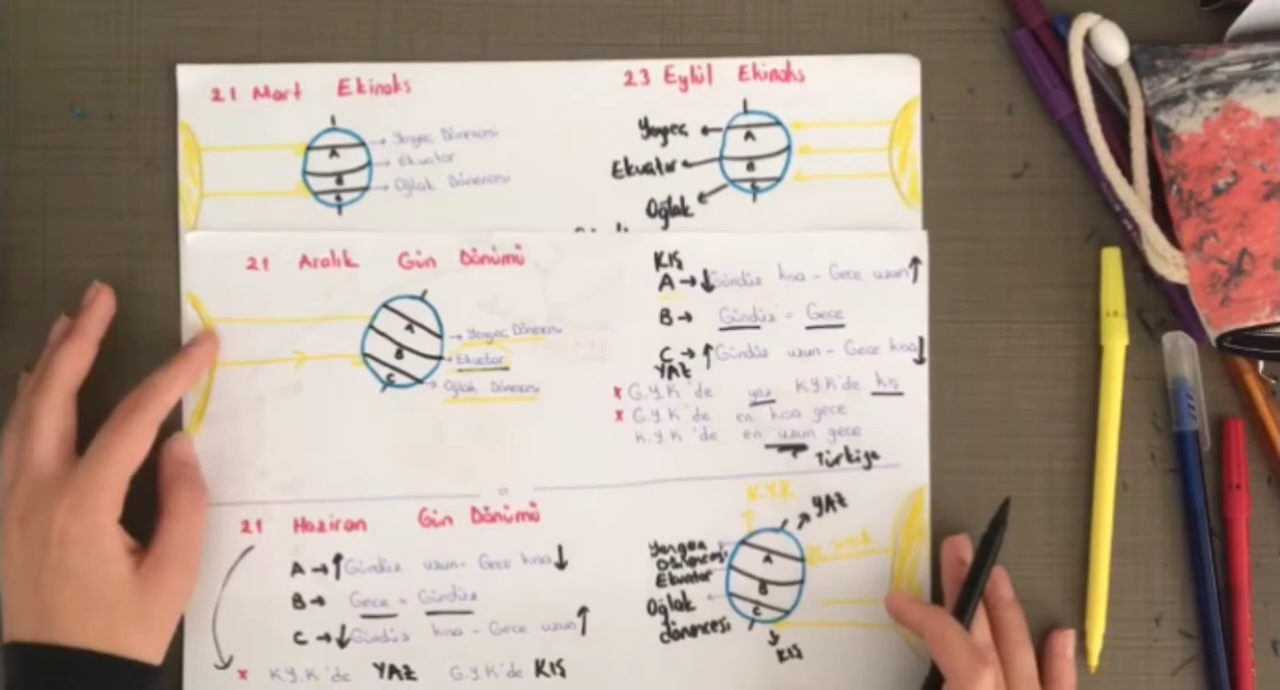 21 Mart Ekinoks
A
B
C
→ Yengeç Dönencesi
→ Ekvator
→ Oğlak Dönencesi
23 Eylül Ekinoks
Yengeç ←
Ekvator ←
Oğlak ←
A
B
C
21 Aralık Gün Dönümü
A
B
C
→ Yengeç Dönencesi
→ Ekvator
→ Oğlak Dönencesi
KIŞ
A → ↓ Gündüz kısa - Gece uzun ↑
B → Gündüz = Gece
C → ↑ Gündüz uzun - Gece kısa ↓
YAZ
x G.Y.K'de yaz K.Y.K'de kış
x G.Y.K'de en kısa gece
K.Y.K'de en uzun gece
Türkiye
21 Haziran Gün Dönümü
A → ↑ Gündüz uzun - Gece kısa ↓
B → Gece = Gündüz
C → ↓ Gündüz kısa - Gece uzun ↑
x K.Y.K'de YAZ G.Y.K'de KIŞ
K.Y.K
YAZ
Yengeç
Dönencesi
Ekvator
Oğlak
dönencesi
A
B
C
KIŞ